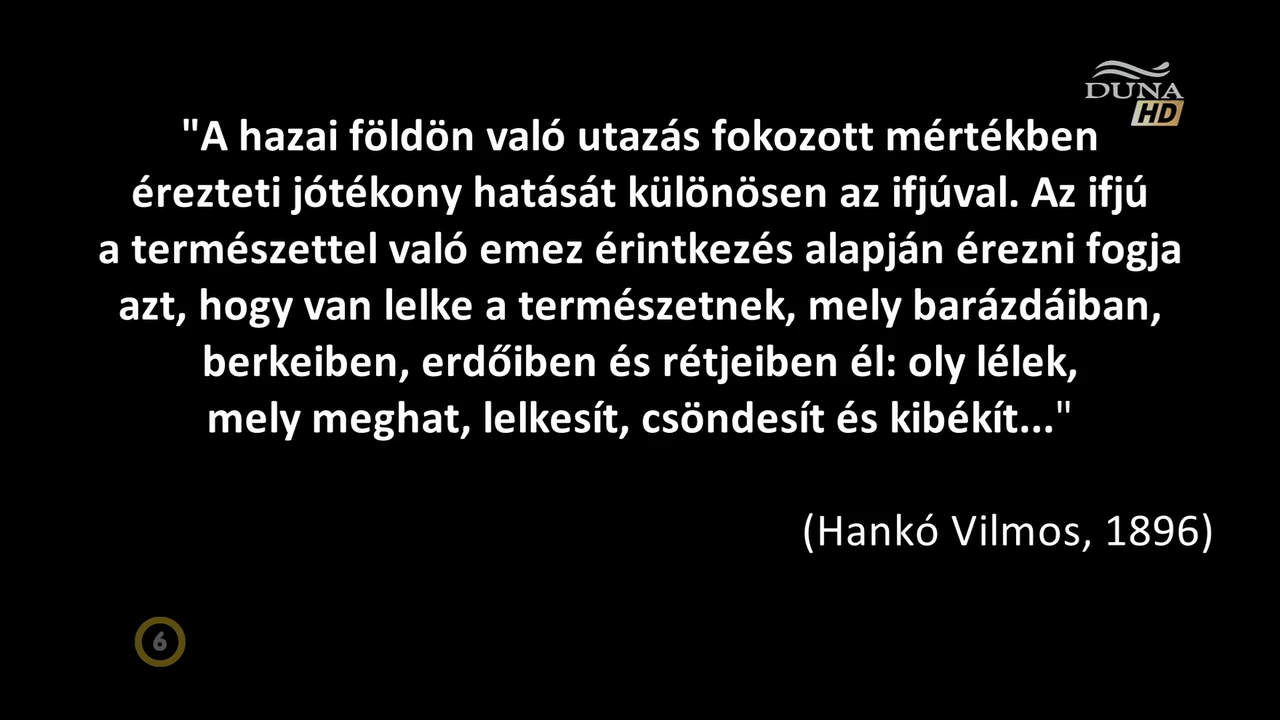 DUNA
HD
"A hazai földön való utazás fokozott mértékben
érezteti jótékony hatását különösen az ifjúval. Az ifjú
a természettel való emez érintkezés alapján érezni fogja
azt, hogy van lelke a természetnek, mely barázdáiban,
berkeiben, erdőiben és rétjeiben él: oly lélek,
mely meghat, lelkesít, csöndesít és kibékít..."
(Hankó Vilmos, 1896)
6